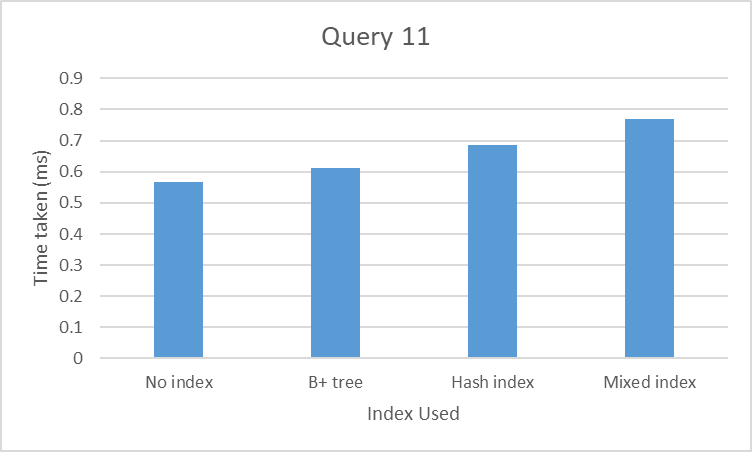 Query 11
Time taken (ms)
0.9
0.8
0.7
0.6
0.5
0.4
0.3
0.2
0.1
0
No index
B+ tree
Hash index
Mixed index
Index Used